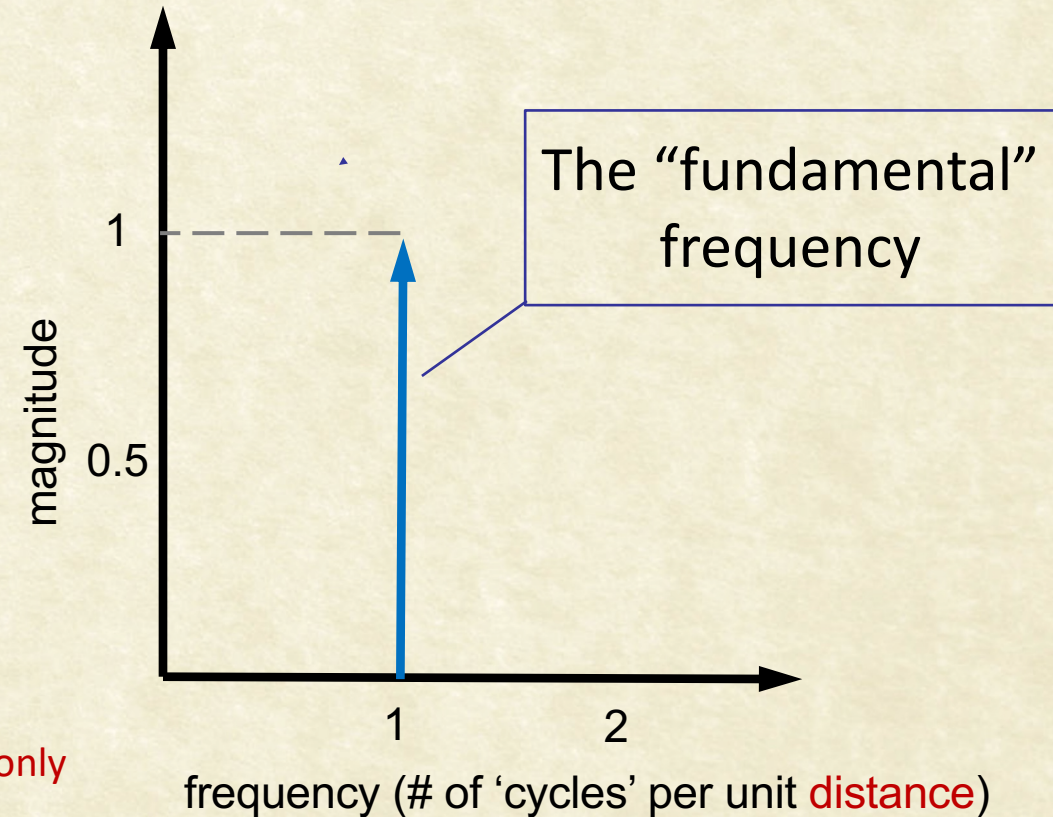 The “fundamental”
frequency
1
magnitude
0.5
1
2
only
frequency (# of ‘cycles’ per unit distance)